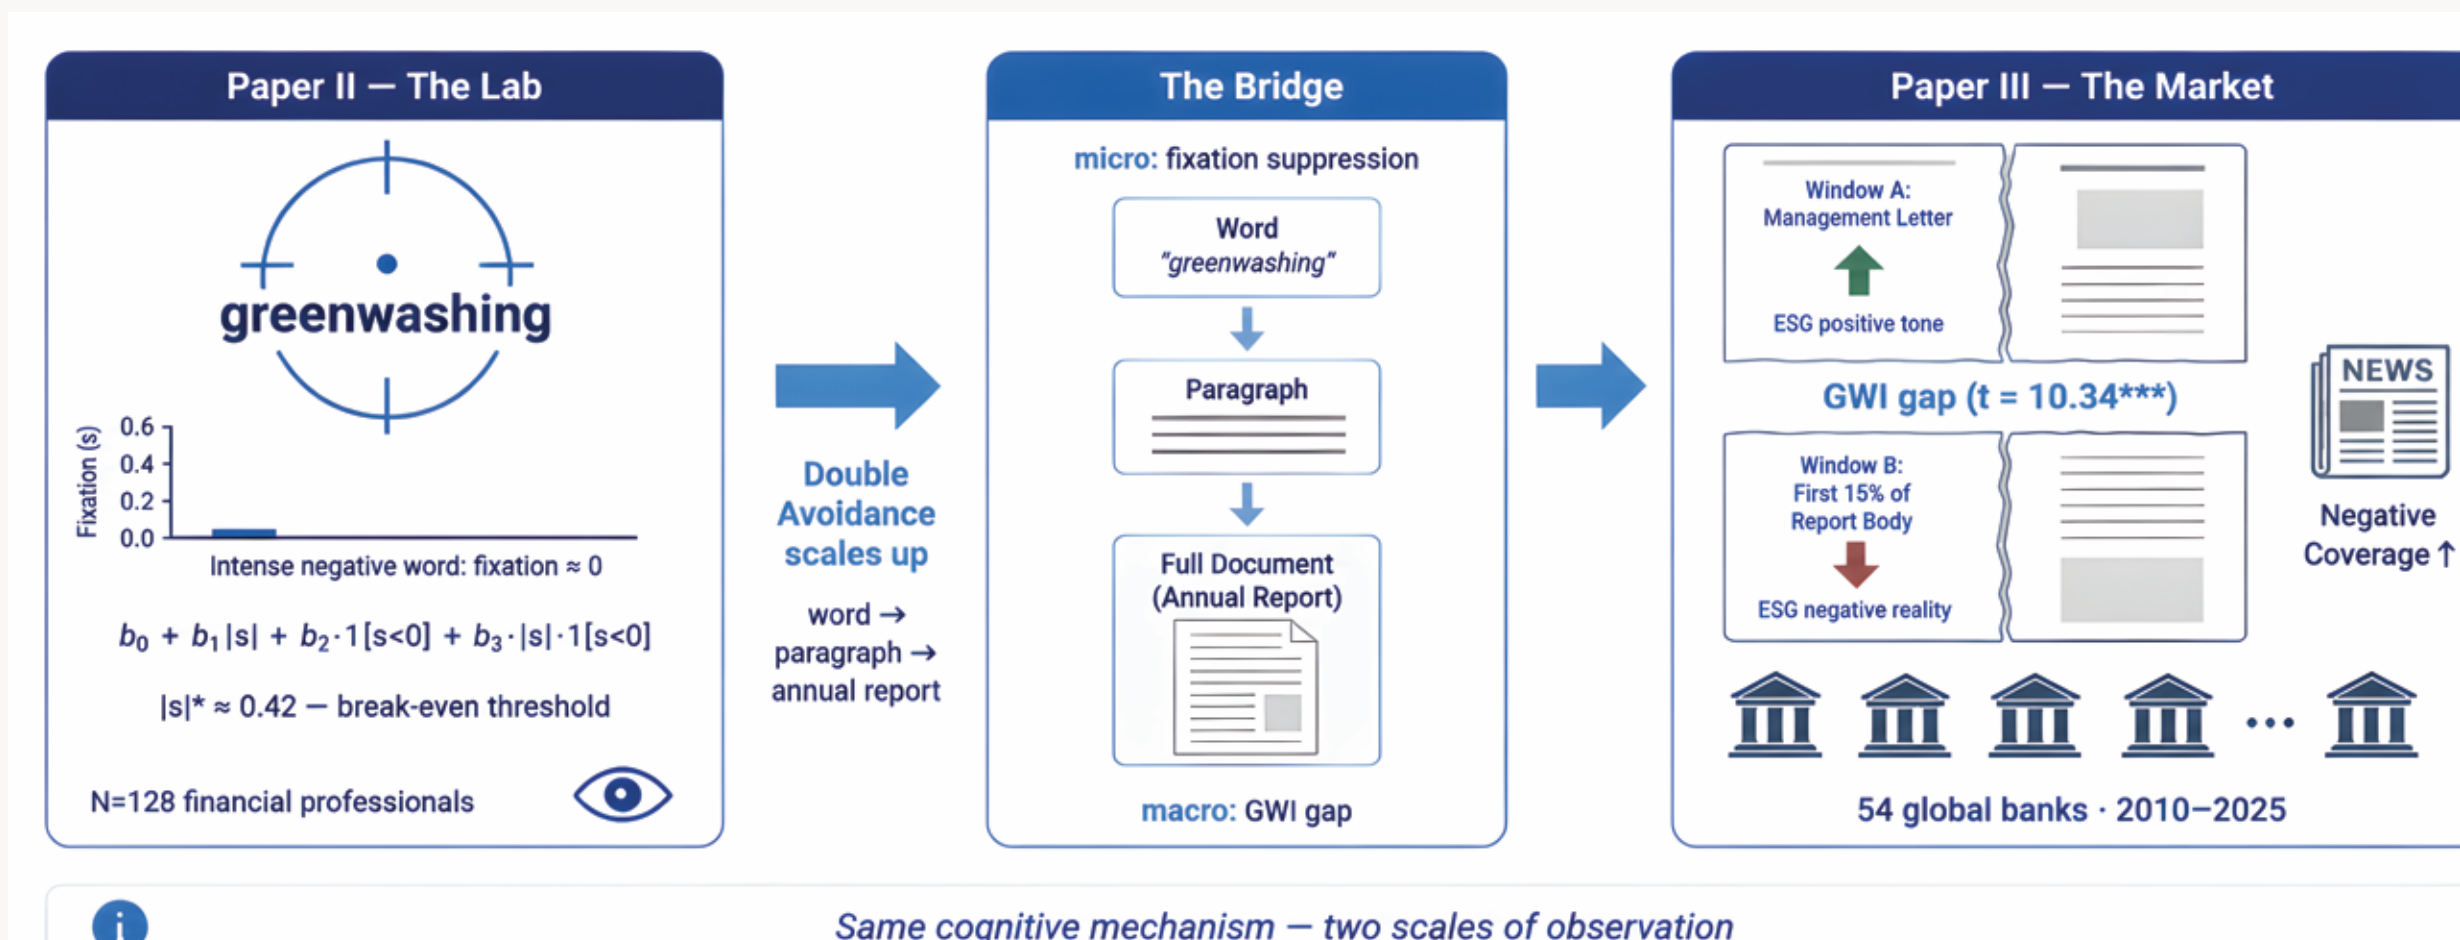 Paper II — The Lab
greenwashing
Fixation (s)
0.6
0.4
0.2
0.0
Intense negative word: fixation ≈ 0
b₀ + b₁|s| + b₂·1[s<0] + b₃·|s|·1[s<0]
|s|* ≈ 0.42 — break-even threshold
N=128 financial professionals
Double
Avoidance
scales up
word →
paragraph →
annual report
The Bridge
micro: fixation suppression
Word
"greenwashing"
Paragraph
Full Document
(Annual Report)
macro: GWI gap
Paper III — The Market
Window A:
Management Letter
ESG positive tone
GWI gap (t = 10.34***)
Window B:
First 15% of
Report Body
ESG negative reality
NEWS
Negative
Coverage ↑
54 global banks · 2010–2025
i
Same cognitive mechanism — two scales of observation